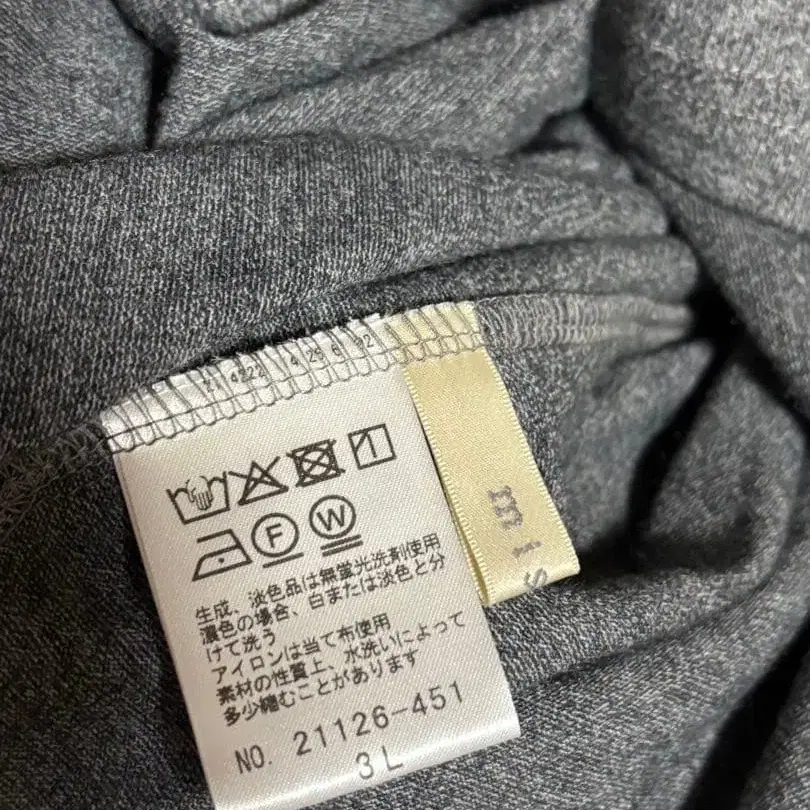 F W
生成、淡色品は無蛍光洗剤使用
濃色の場合、白または淡色と分
けて洗う
アイロンは当て布使用
素材の性質上、水洗いによって
多少縮むことがあります
NO. 21126-451
3L
mis